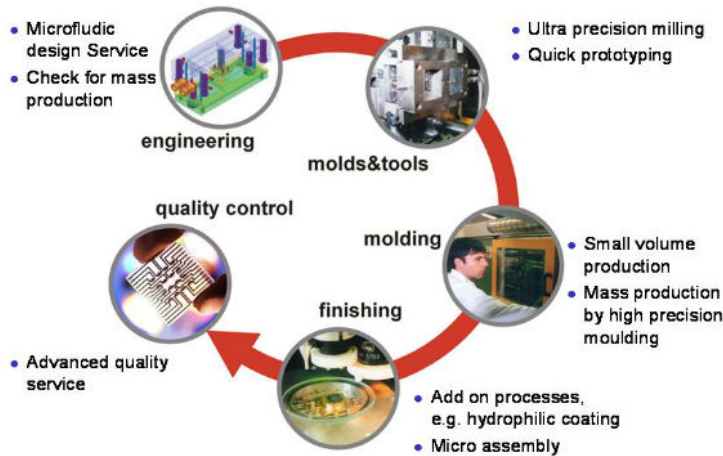 • Microfludic
design Service
• Check for mass
production
engineering
• Ultra precision milling
• Quick prototyping
molds&tools
molding
• Small volume
production
• Mass production
by high precision
moulding
finishing
• Add on processes,
e.g. hydrophilic coating
• Micro assembly
quality control
• Advanced quality
service